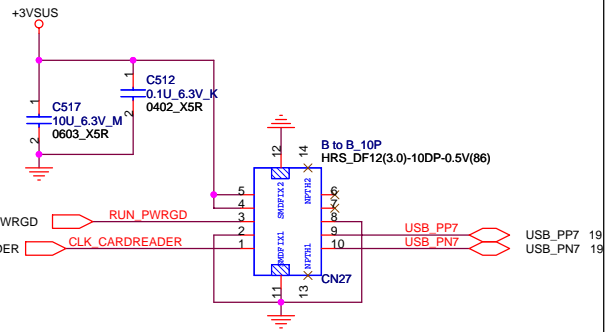 +3VSUS
1
C512
0.1U_6.3V_K
0402_X5R
2
1
C517
10U_6.3V_M
0603_X5R
2
12
14
B to B_10P
HRS_DF12(3.0)-10DP-0.5V(86)
SMDFIX2
NPTH2
5
6
4
7
WRGD
RUN_PWRGD
3
8
2
9
USB_PP7
USB_PP7 19
DER
CLK_CARDREADER
1
10
USB_PN7
USB_PN7 19
SMDFIX1
NPTH1
11
13
CN27